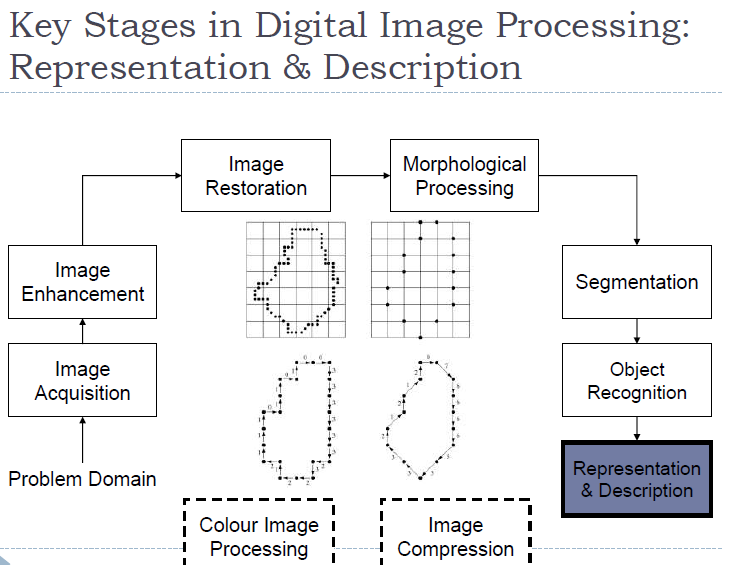 Key Stages in Digital Image Processing:
Representation & Description
Image
Restoration
Morphological
Processing
Image
Enhancement
Segmentation
Image
Acquisition
Object
Recognition
Problem Domain
Representation
& Description
Colour Image
Processing
Image
Compression